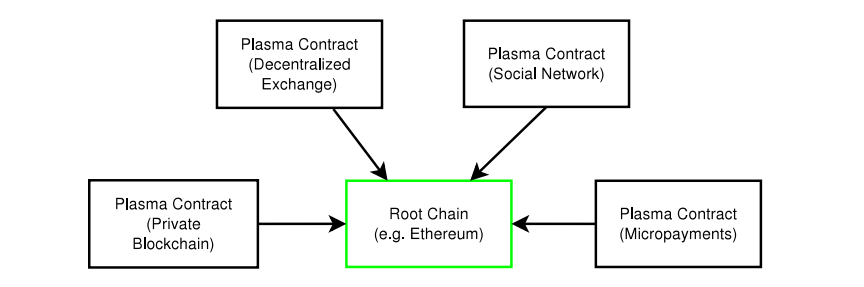 Plasma Contract
(Decentralized
Exchange)
Plasma Contract
(Social Network)
Plasma Contract
(Private
Blockchain)
Root Chain
(e.g. Ethereum)
Plasma Contract
(Micropayments)